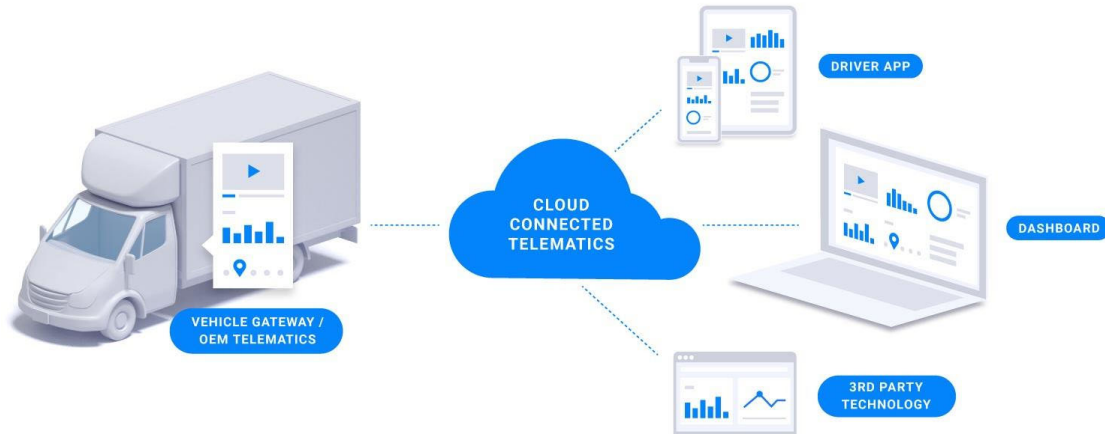 VEHICLE GATEWAY /
OEM TELEMATICS
CLOUD
CONNECTED
TELEMATICS
DRIVER APP
DASHBOARD
3RD PARTY
TECHNOLOGY